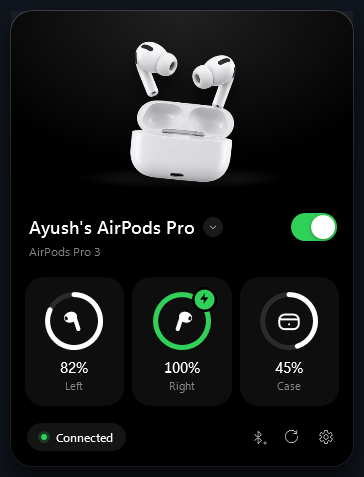 Ayush's AirPods Pro
AirPods Pro 3
82% 100% 45%
Left Right Case
Connected